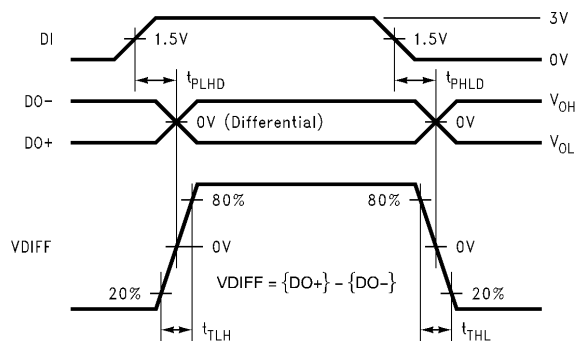 3V
DI
1.5V
1.5V
0V
tPLHD
tPHLD
DO−
VOH
0V (Differential)
0V
DO+
VOL
80%
80%
VDIFF
0V
0V
VDIFF = {DO+} − {DO−}
20%
20%
tTLH
tTHL